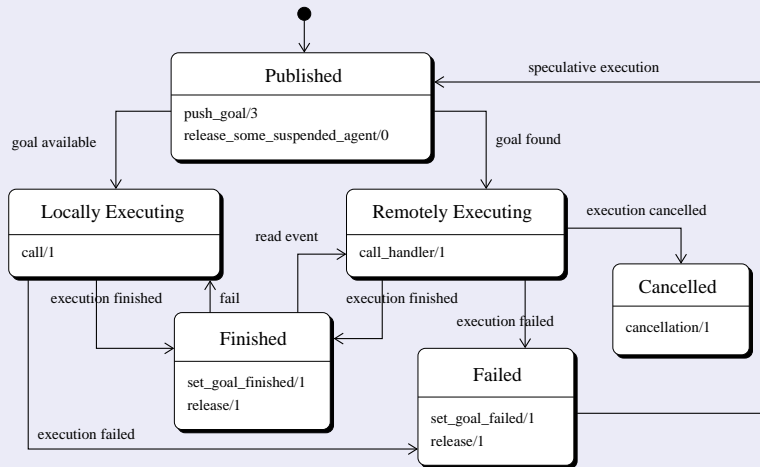 Published
speculative execution
push_goal/3
release_some_suspended_agent/0
goal available
goal found
Locally Executing
Remotely Executing
execution cancelled
call/1
read event
call_handler/1
Cancelled
execution finished
fail
execution finished
cancellation/1
execution failed
Finished
Failed
set_goal_finished/1
release/1
set_goal_failed/1
release/1
execution failed